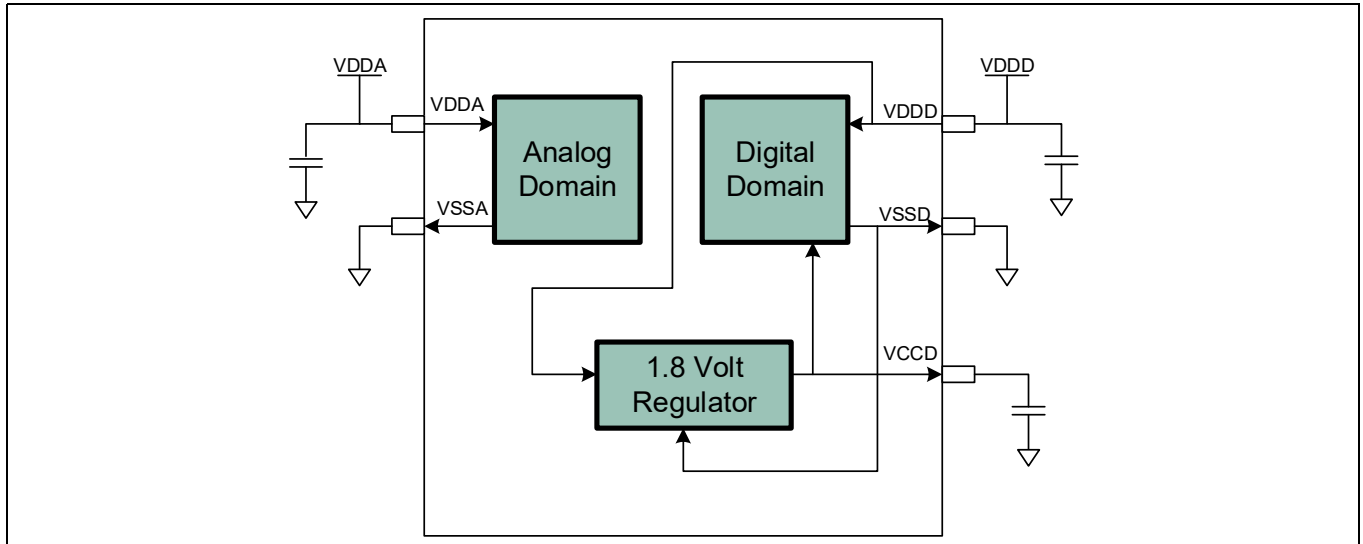 VDDA
VDDD
VDDA
VDDD
Analog
Domain
Digital
Domain
VSSA
VSSD
1.8 Volt
Regulator
VCCD